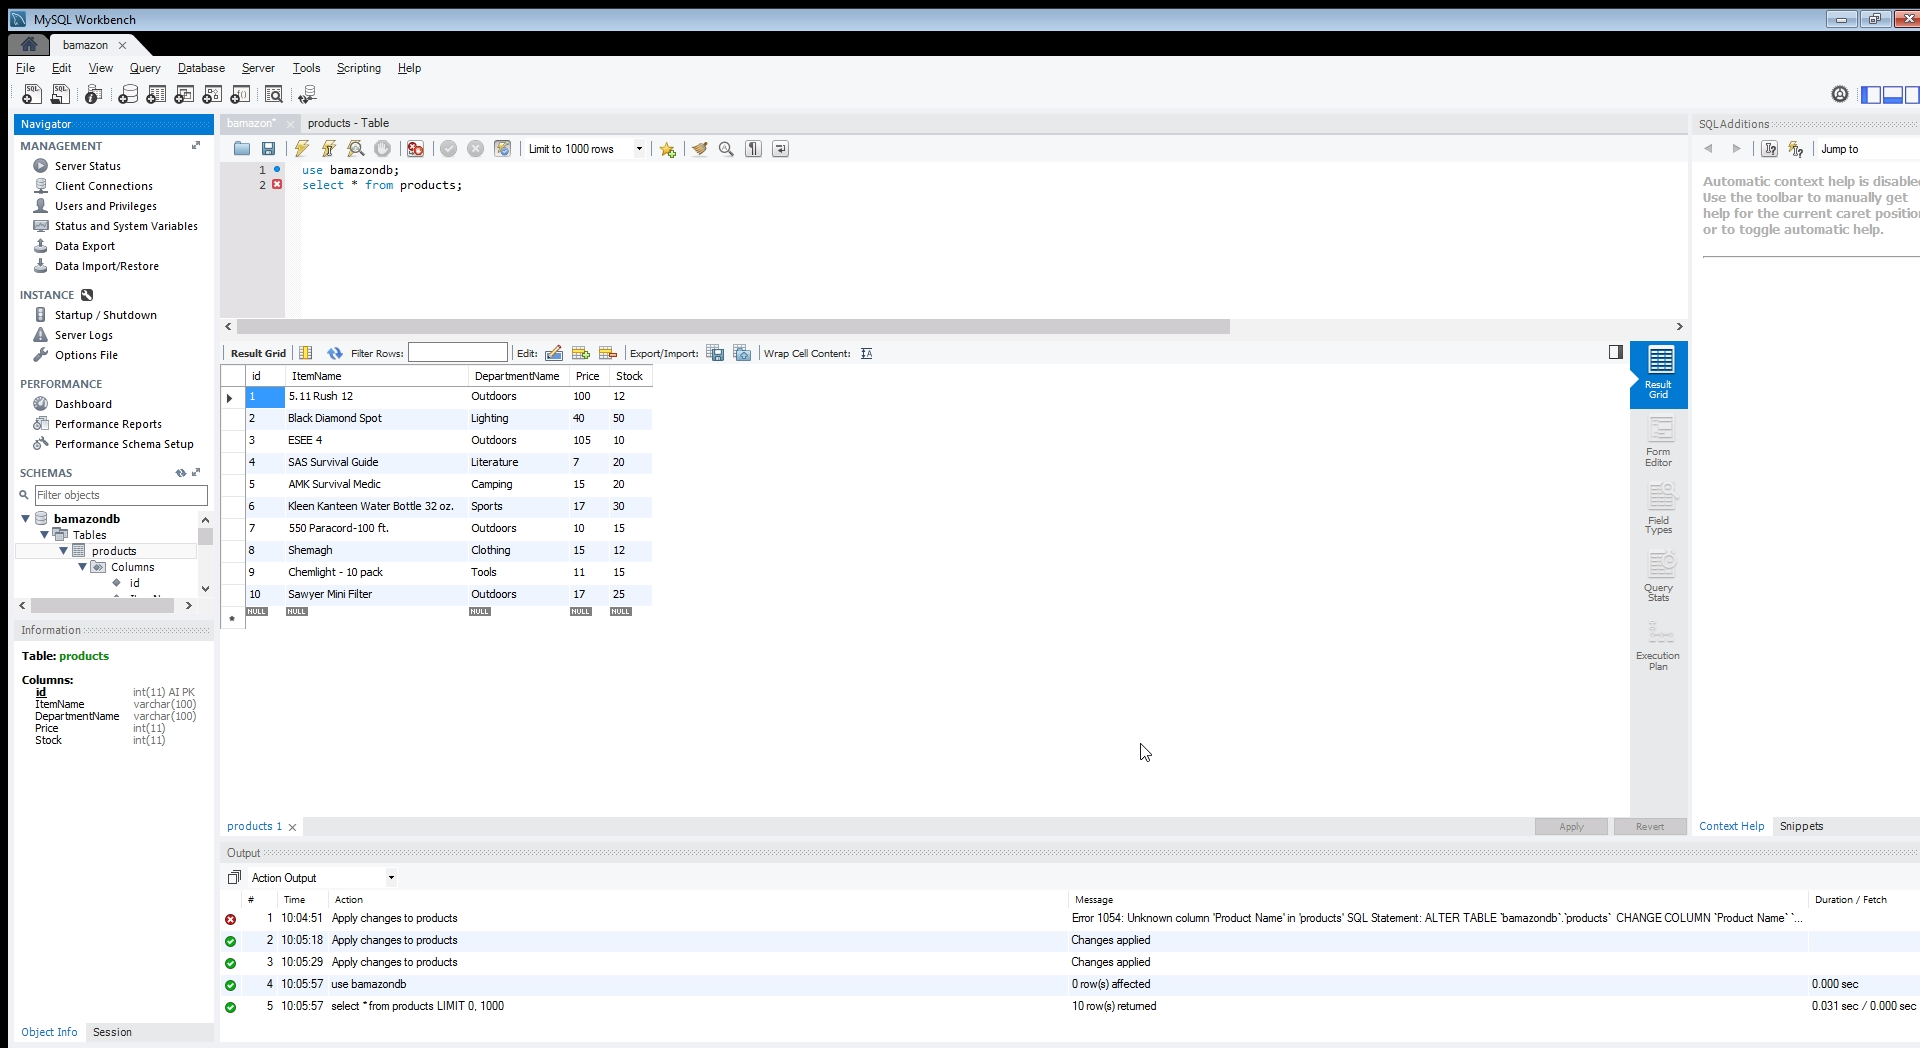 MySQL Workbench
bamazon
File Edit View Query Database Server Tools Scripting Help
Navigator
MANAGEMENT
Server Status
Client Connections
Users and Privileges
Status and System Variables
Data Export
Data Import/Restore
INSTANCE
Startup / Shutdown
Server Logs
Options File
PERFORMANCE
Dashboard
Performance Reports
Performance Schema Setup
SCHEMAS
Filter objects
bamazondb
Tables
products
Columns
id
Information
Table: products
Columns:
id int(11) AI PK
ItemName varchar(100)
DepartmentName varchar(100)
Price int(11)
Stock int(11)
Object Info Session
bamazon* products - Table
Limit to 1000 rows
1 use bamazondb;
2 select * from products;
Result Grid Filter Rows: Edit: Export/Import: Wrap Cell Content:
id ItemName DepartmentName Price Stock
1 5.11 Rush 12 Outdoors 100 12
2 Black Diamond Spot Lighting 40 50
3 ESEE 4 Outdoors 105 10
4 SAS Survival Guide Literature 7 20
5 AMK Survival Medic Camping 15 20
6 Kleen Kanteen Water Bottle 32 oz. Sports 17 30
7 550 Paracord-100 ft. Outdoors 10 15
8 Shemagh Clothing 15 12
9 Chemlight - 10 pack Tools 11 15
10 Sawyer Mini Filter Outdoors 17 25
NULL NULL NULL NULL NULL
Result
Grid
Form
Editor
Field
Types
Query
Stats
Execution
Plan
products 1
Apply Revert
SQLAdditions
Jump to
Automatic context help is disabled
Use the toolbar to manually get
help for the current caret position
or to toggle automatic help.
Context Help Snippets
Output
Action Output
# Time Action Message Duration / Fetch
1 10:04:51 Apply changes to products Error 1054: Unknown column 'Product Name' in 'products' SQL Statement: ALTER TABLE `bamazondb`.`products` CHANGE COLUMN `Product Name` `...
2 10:05:18 Apply changes to products Changes applied
3 10:05:29 Apply changes to products Changes applied
4 10:05:57 use bamazondb 0 row(s) affected 0.000 sec
5 10:05:57 select * from products LIMIT 0, 1000 10 row(s) returned 0.031 sec / 0.000 sec